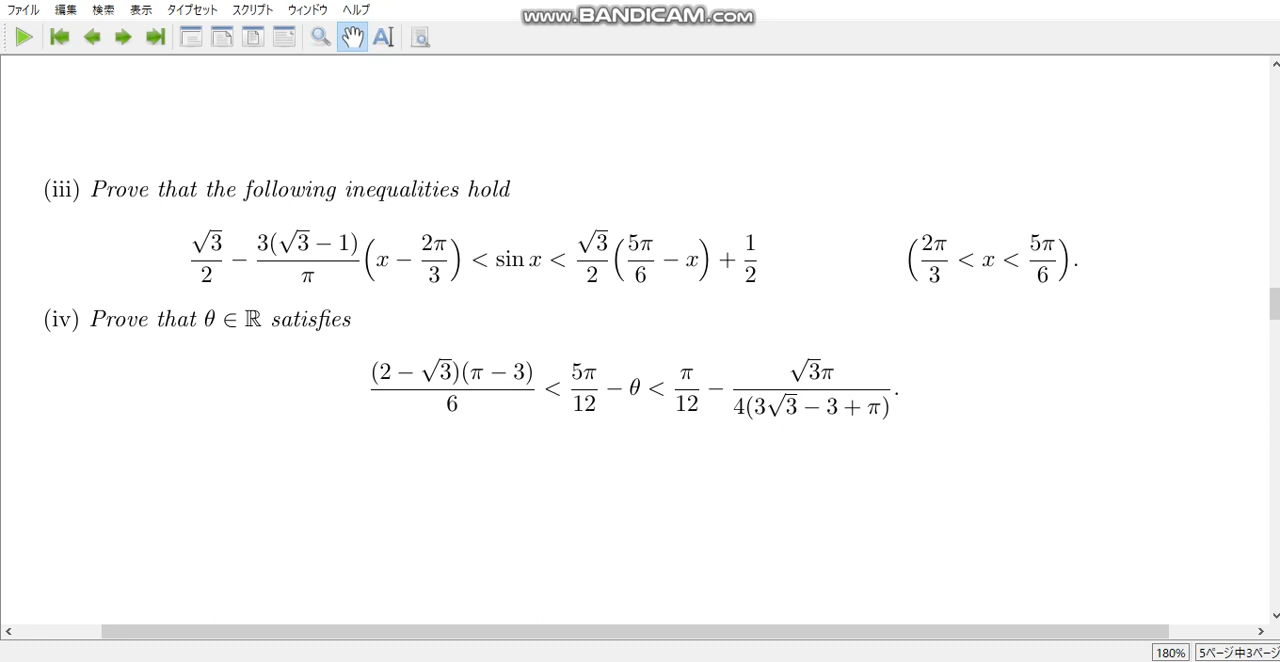 ファイル 編集 検索 表示 タイプセット スクリプト ウィンドウ ヘルプ
www.BANDICAM.com
(iii) Prove that the following inequalities hold
√3/2 − 3(√3 − 1)/π (x − 2π/3) < sin x < √3/2 (5π/6 − x) + 1/2 (2π/3 < x < 5π/6).
(iv) Prove that θ ∈ ℝ satisfies
(2 − √3)(π − 3)/6 < 5π/12 − θ < π/12 − √3π/4(3√3 − 3 + π).
180% 5ページ中3ページ